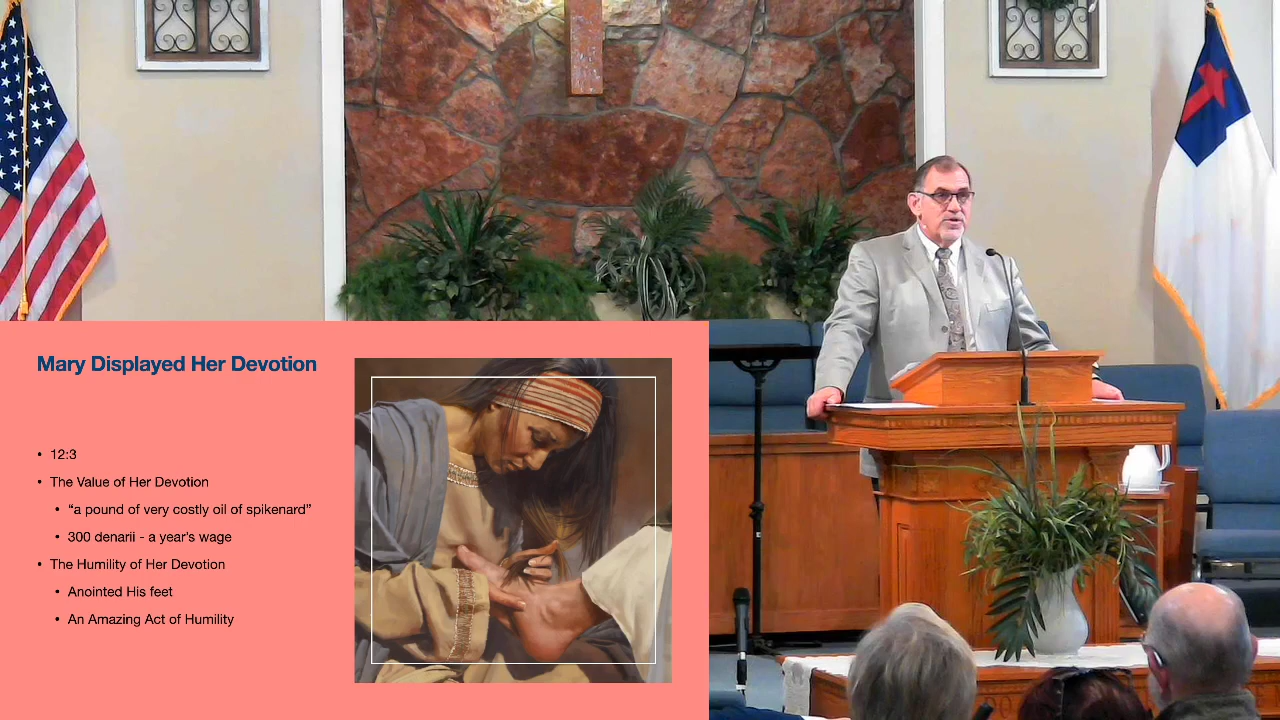 Mary Displayed Her Devotion
• 12:3
• The Value of Her Devotion
• “a pound of very costly oil of spikenard”
• 300 denarii - a year's wage
• The Humility of Her Devotion
• Anointed His feet
• An Amazing Act of Humility